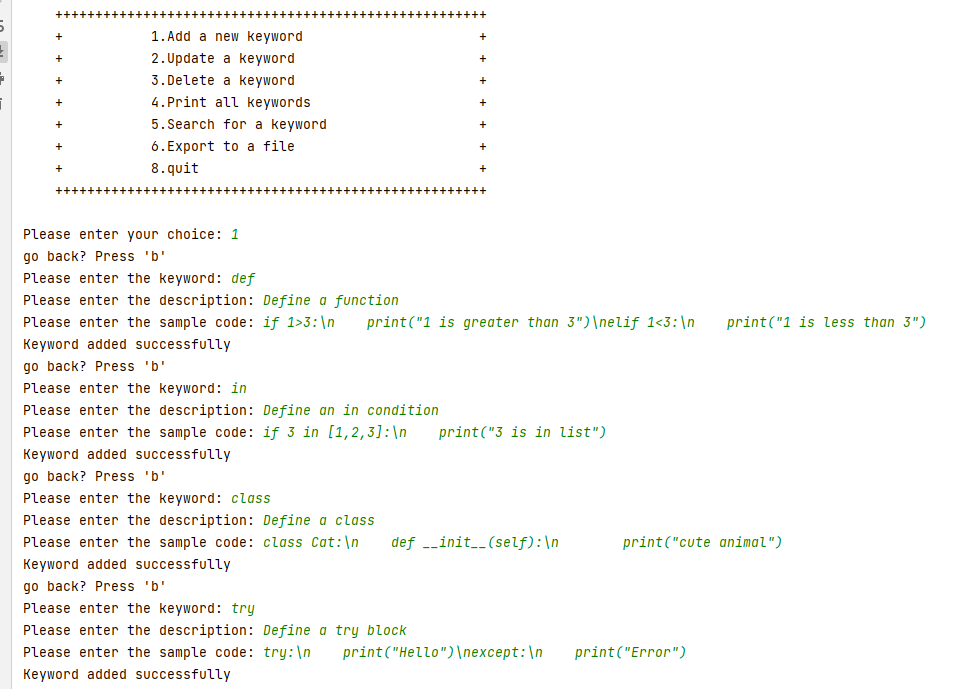 ++++++++++++++++++++++++++++++++++++++++++++++++++++++
+ 1.Add a new keyword +
+ 2.Update a keyword +
+ 3.Delete a keyword +
+ 4.Print all keywords +
+ 5.Search for a keyword +
+ 6.Export to a file +
+ 8.quit +
++++++++++++++++++++++++++++++++++++++++++++++++++++++
Please enter your choice: 1
go back? Press 'b'
Please enter the keyword: def
Please enter the description: Define a function
Please enter the sample code: if 1>3:\n    print("1 is greater than 3")\nelif 1<3:\n    print("1 is less than 3")
Keyword added successfully
go back? Press 'b'
Please enter the keyword: in
Please enter the description: Define an in condition
Please enter the sample code: if 3 in [1,2,3]:\n    print("3 is in list")
Keyword added successfully
go back? Press 'b'
Please enter the keyword: class
Please enter the description: Define a class
Please enter the sample code: class Cat:\n    def __init__(self):\n        print("cute animal")
Keyword added successfully
go back? Press 'b'
Please enter the keyword: try
Please enter the description: Define a try block
Please enter the sample code: try:\n    print("Hello")\nexcept:\n    print("Error")
Keyword added successfully